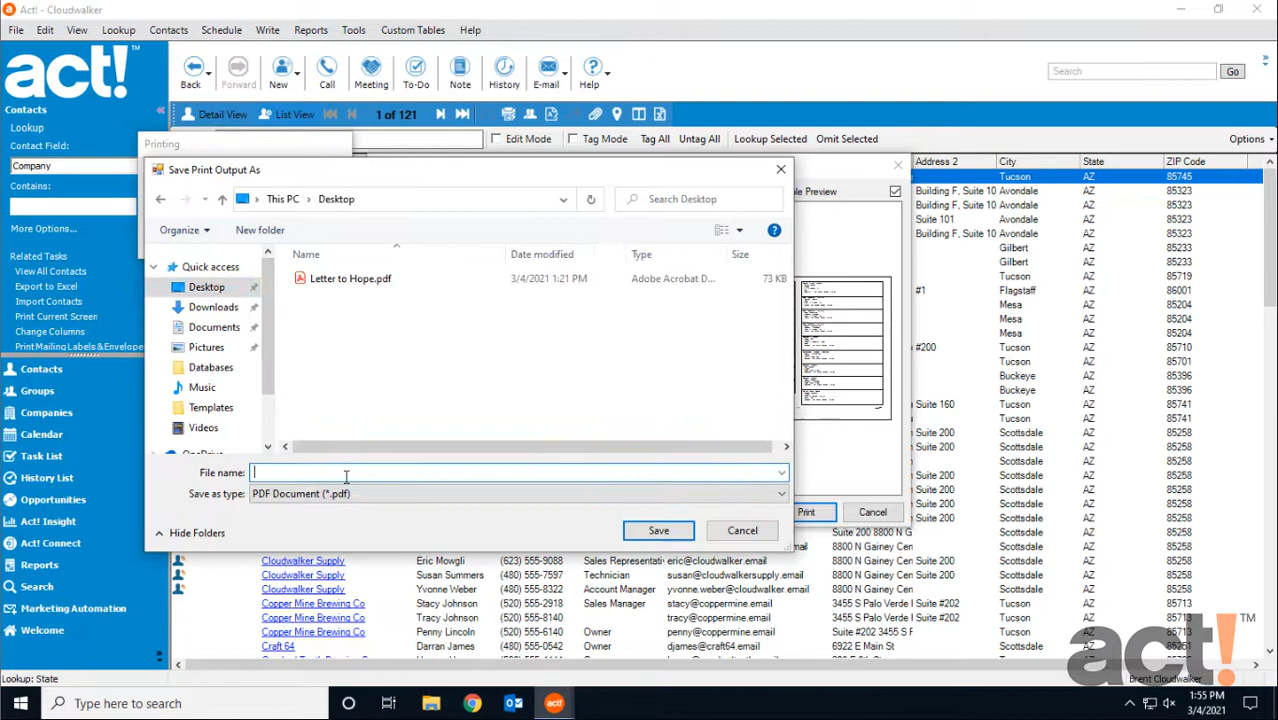 Act! - Cloudwalker
File Edit View Lookup Contacts Schedule Write Reports Tools Custom Tables Help
act!™
Back Forward New Call Meeting To-Do Note History E-mail Help
Search Go
Contacts
Detail View List View 1 of 121
Lookup
Contact Field:
Company
Contains:
More Options...
Related Tasks
View All Contacts
Export to Excel
Import Contacts
Print Current Screen
Change Columns
Print Mailing Labels & Envelope
Contacts
Groups
Companies
Calendar
Task List
History List
Opportunities
Act! Insight
Act! Connect
Reports
Search
Marketing Automation
Welcome
Lookup: State
Edit Mode Tag Mode Tag All Untag All Lookup Selected Omit Selected Options
Printing
Save Print Output As
This PC > Desktop
Search Desktop
Organize New folder
Quick access
Desktop
Downloads
Documents
Pictures
Databases
Music
Templates
Videos
Name Date modified Type Size
Letter to Hope.pdf 3/4/2021 1:21 PM Adobe Acrobat D... 73 KB
File name:
Save as type: PDF Document (*.pdf)
Hide Folders Save Cancel
Preview
Print Cancel
Address 2 City State ZIP Code
Tucson AZ 85745
Building F, Suite 10 Avondale AZ 85323
Building F, Suite 10 Avondale AZ 85323
Suite 101 Avondale AZ 85323
Building F, Suite 10 Avondale AZ 85323
Gilbert AZ 85233
Gilbert AZ 85233
Tucson AZ 85719
#1 Flagstaff AZ 86001
Mesa AZ 85204
Mesa AZ 85204
Mesa AZ 85204
#200 Tucson AZ 85710
Tucson AZ 85701
Buckeye AZ 85396
Buckeye AZ 85396
Suite 160 Tucson AZ 85741
Tucson AZ 85741
Suite 200 Scottsdale AZ 85258
Suite 200 Scottsdale AZ 85258
Suite 200 Scottsdale AZ 85258
Suite 200 Scottsdale AZ 85258
Suite 200 Scottsdale AZ 85258
Suite 200 Scottsdale AZ 85258
Suite 200 Scottsdale AZ 85258
Suite 200 8800 N G Scottsdale AZ 85258
8800 N Gainey Cen Scottsdale AZ 85258
Cloudwalker Supply Eric Mowgli (623) 555-9088 Sales Representati eric@cloudwalkersupply.email 8800 N Gainey Cen Suite 200 Scottsdale AZ 85258
Cloudwalker Supply Susan Summers (480) 555-7597 Technician susan@cloudwalkersupply.email 8800 N Gainey Cen Scottsdale AZ 85258
Cloudwalker Supply Yvonne Weber (480) 555-8322 Account Manager yvonne.weber@cloudwalker.email 8800 N Gainey Cen Suite 200 Scottsdale AZ 85258
Copper Mine Brewing Co Stacy Johnson (520) 555-2918 Sales Manager stacy@coppermine.email 3455 S Palo Verde I Suite #202 Tucson AZ 85713
Copper Mine Brewing Co Tracy Johnson (520) 555-8140 tracy@coppermine.email 3455 S Palo Verde F Tucson AZ 85713
Copper Mine Brewing Co Penny Lincoln (520) 555-6142 Owner penny@coppermine.email Suite #202 3455 S F Tucson AZ 85713
Craft 64 Darran James (480) 555-4494 Owner djames@craft64.email 6922 E Main St
act!™
Brent Cloudwalker
Type here to search
1:55 PM
3/4/2021